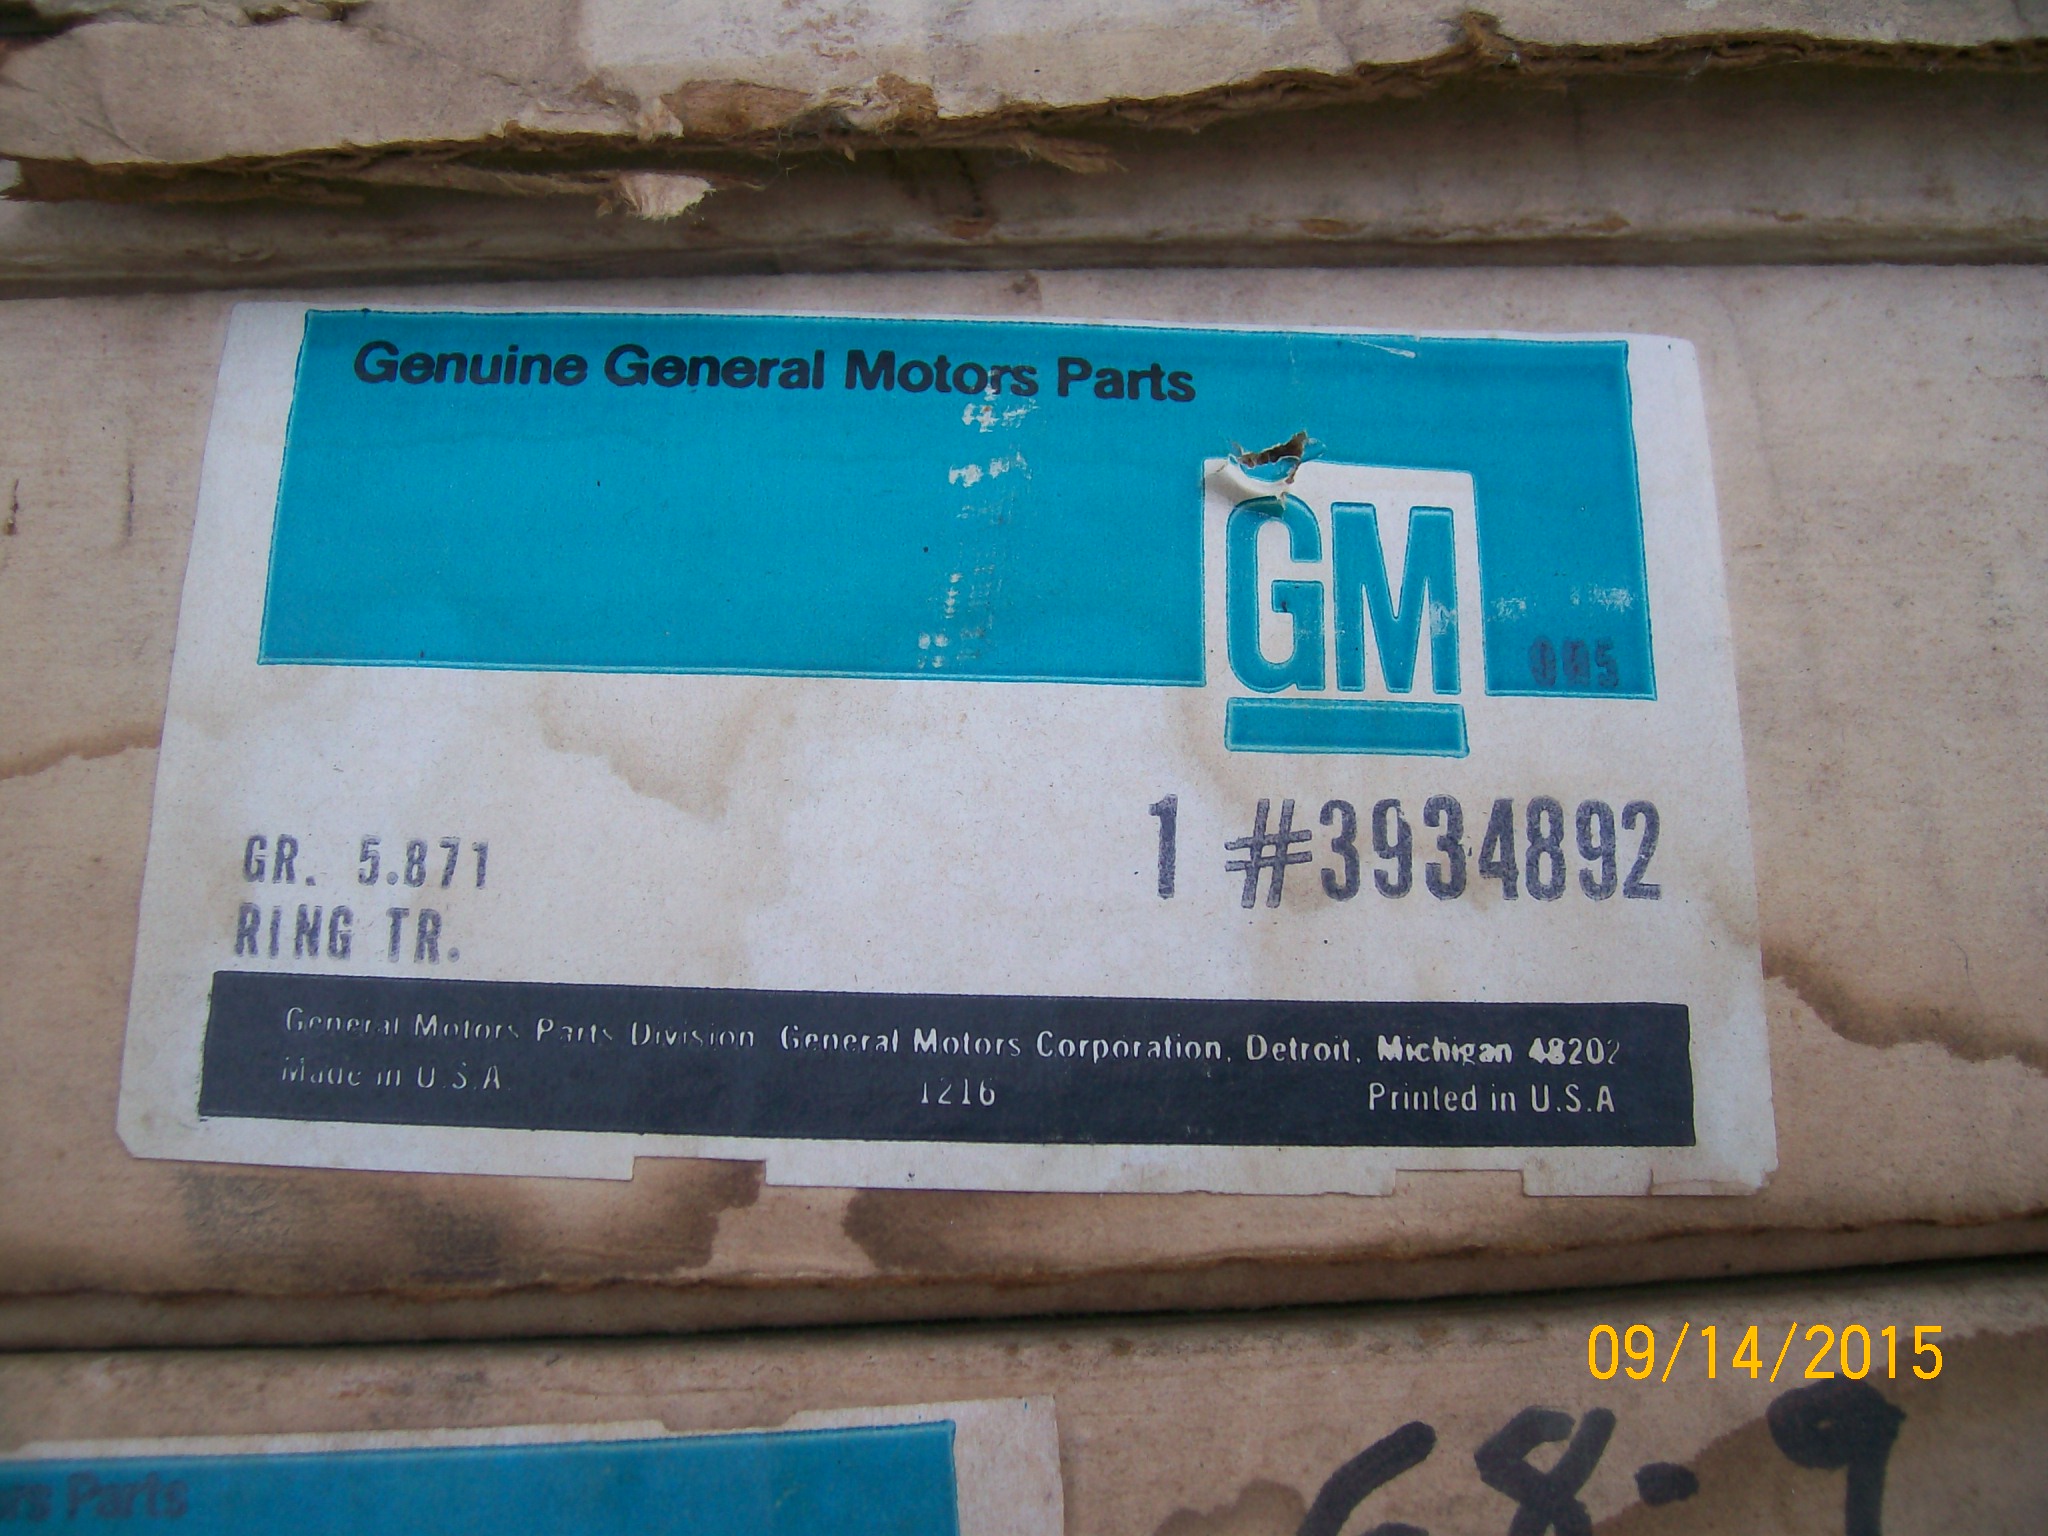 Genuine General Motors Parts
GM
005
1 #3934892
GR. 5.871
RING TR.
General Motors Parts Division General Motors Corporation, Detroit, Michigan 48202
Made in U.S.A
1216
Printed in U.S.A
09/14/2015
68-9
Parts